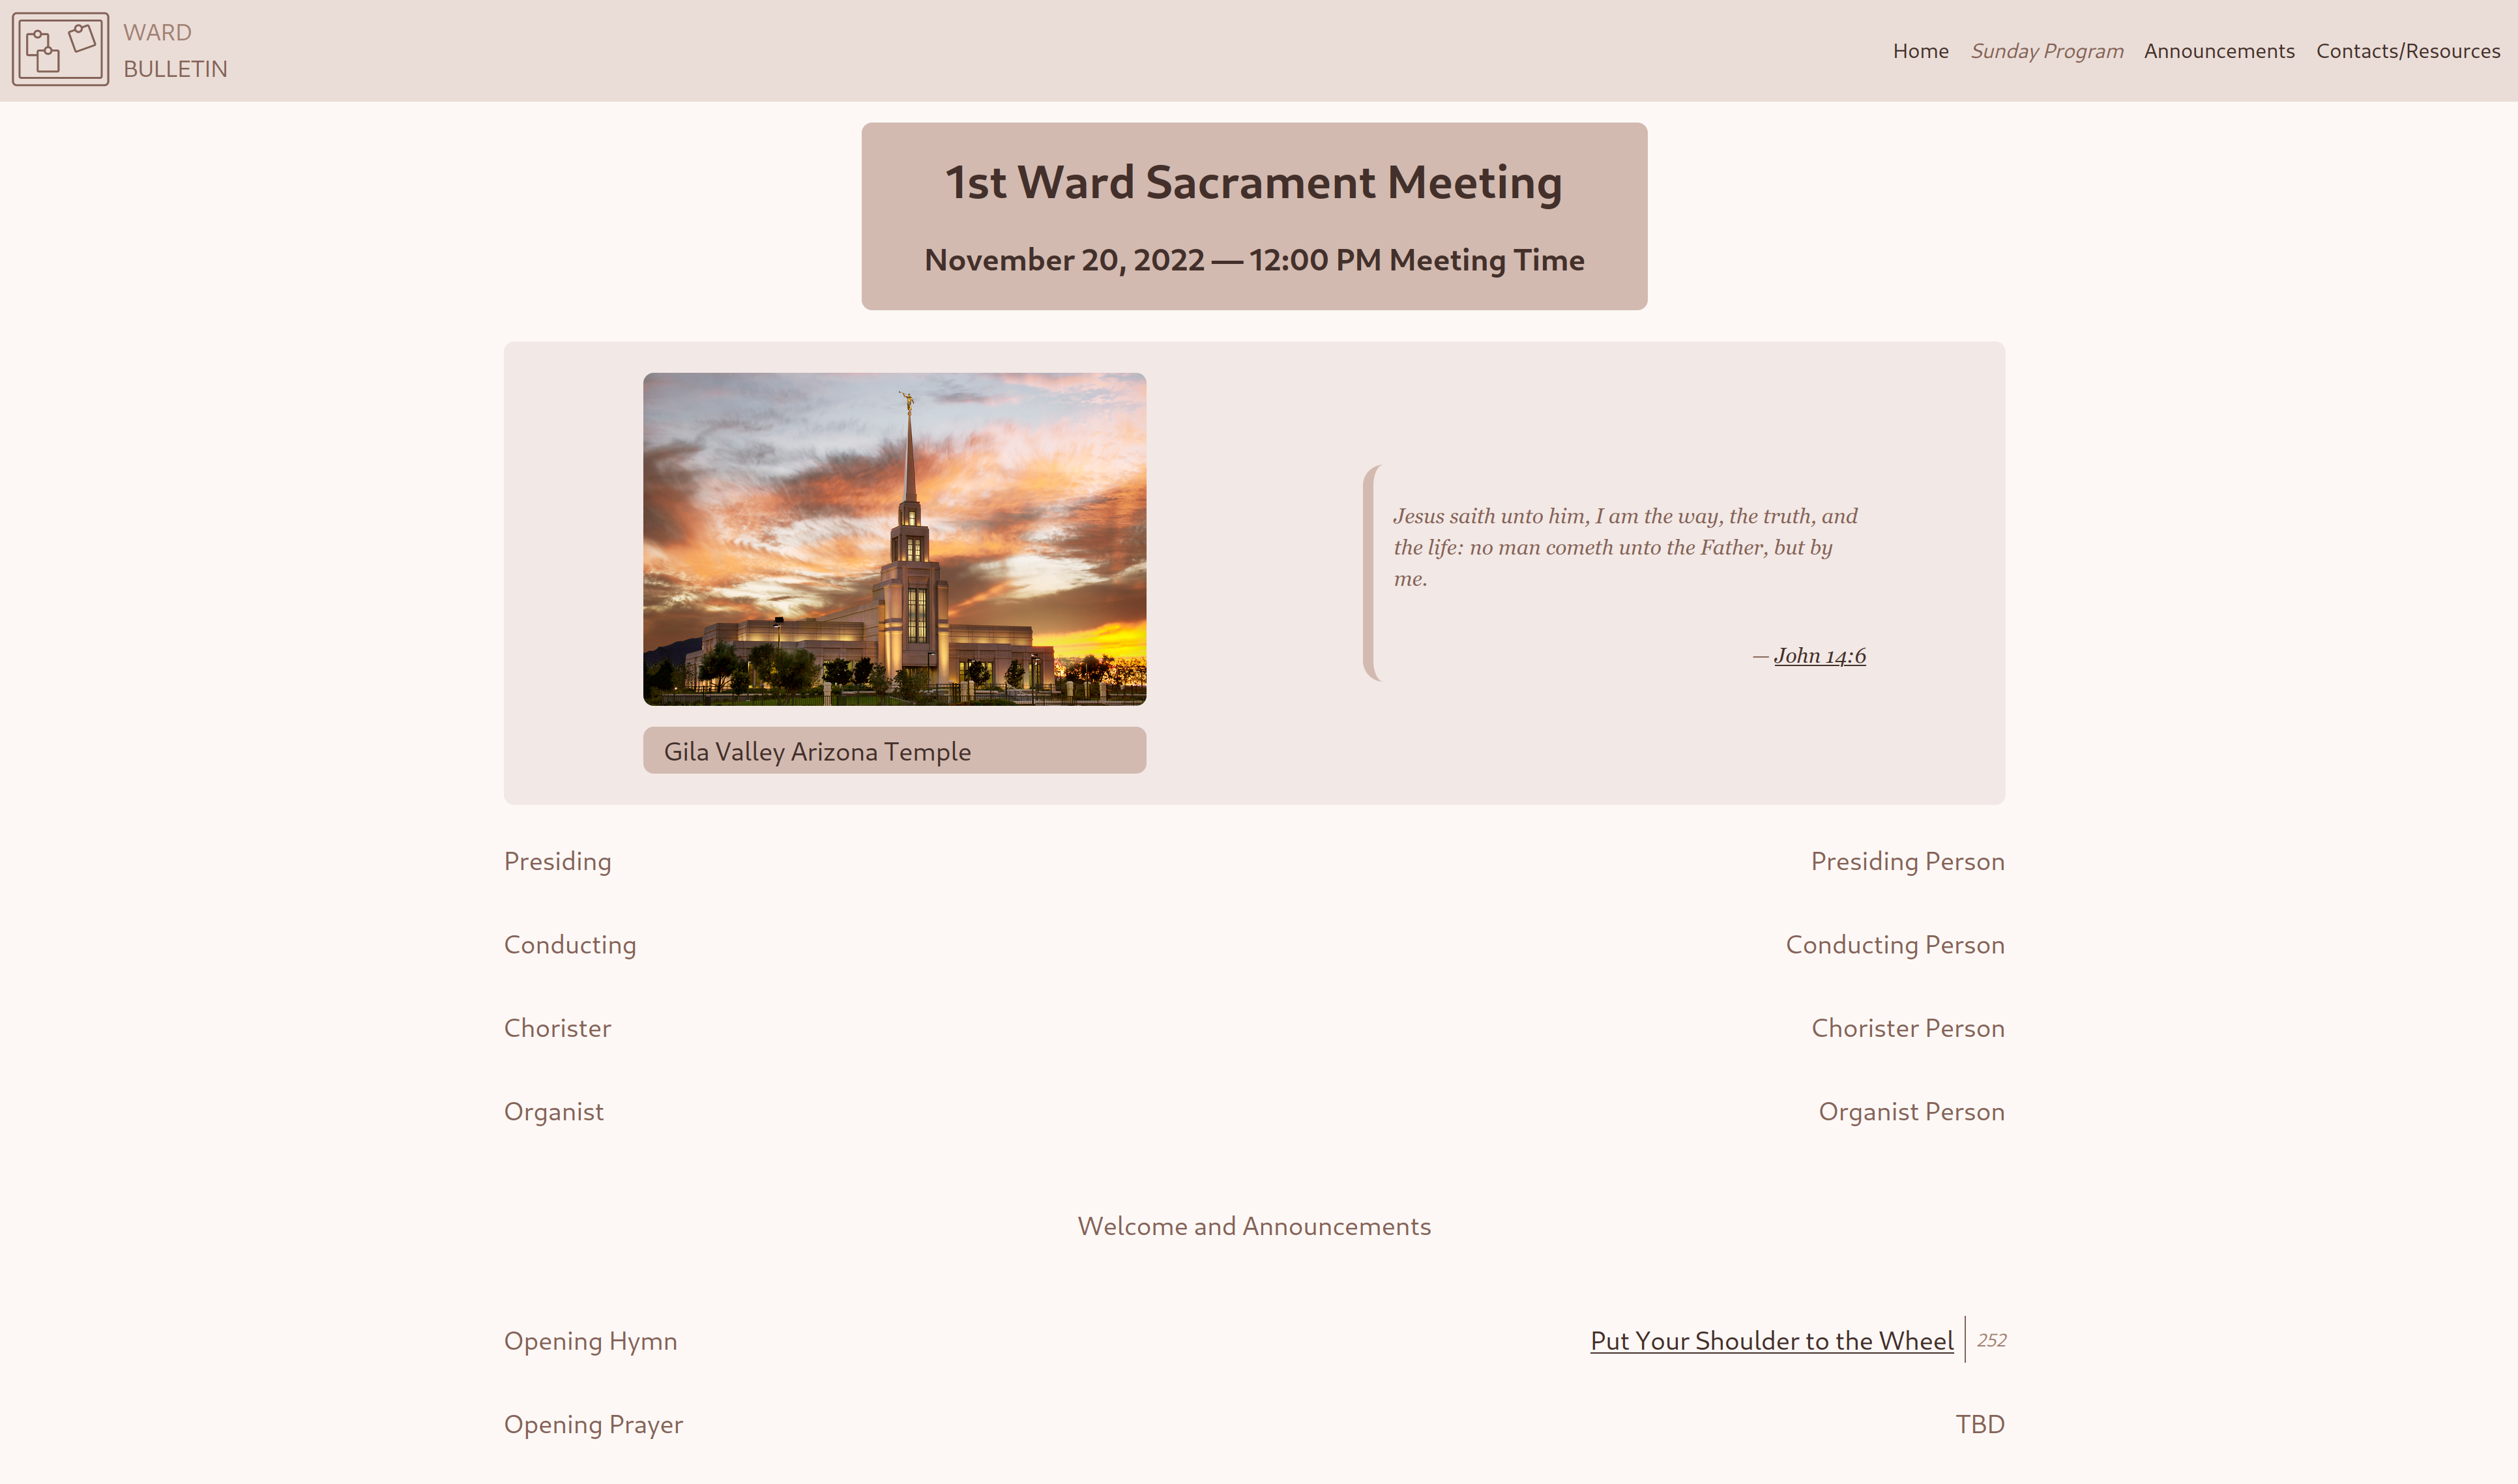 WARD
BULLETIN
Home Sunday Program Announcements Contacts/Resources
1st Ward Sacrament Meeting
November 20, 2022 — 12:00 PM Meeting Time
Jesus saith unto him, I am the way, the truth, and
the life: no man cometh unto the Father, but by
me.
— John 14:6
Gila Valley Arizona Temple
Presiding Presiding Person
Conducting Conducting Person
Chorister Chorister Person
Organist Organist Person
Welcome and Announcements
Opening Hymn Put Your Shoulder to the Wheel 252
Opening Prayer TBD